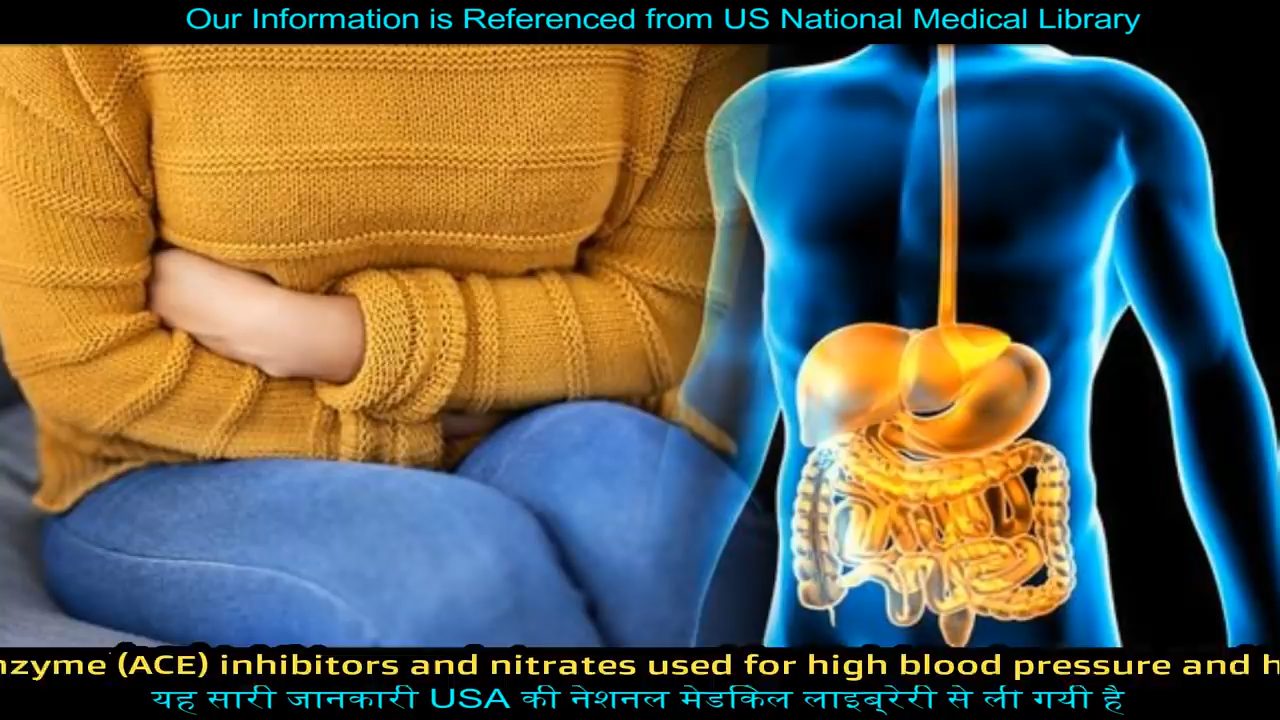 Our Information is Referenced from US National Medical Library
nzyme (ACE) inhibitors and nitrates used for high blood pressure and h
यह सारी जानकारी USA की नेशनल मेडिकल लाइब्रेरी से ली गयी है